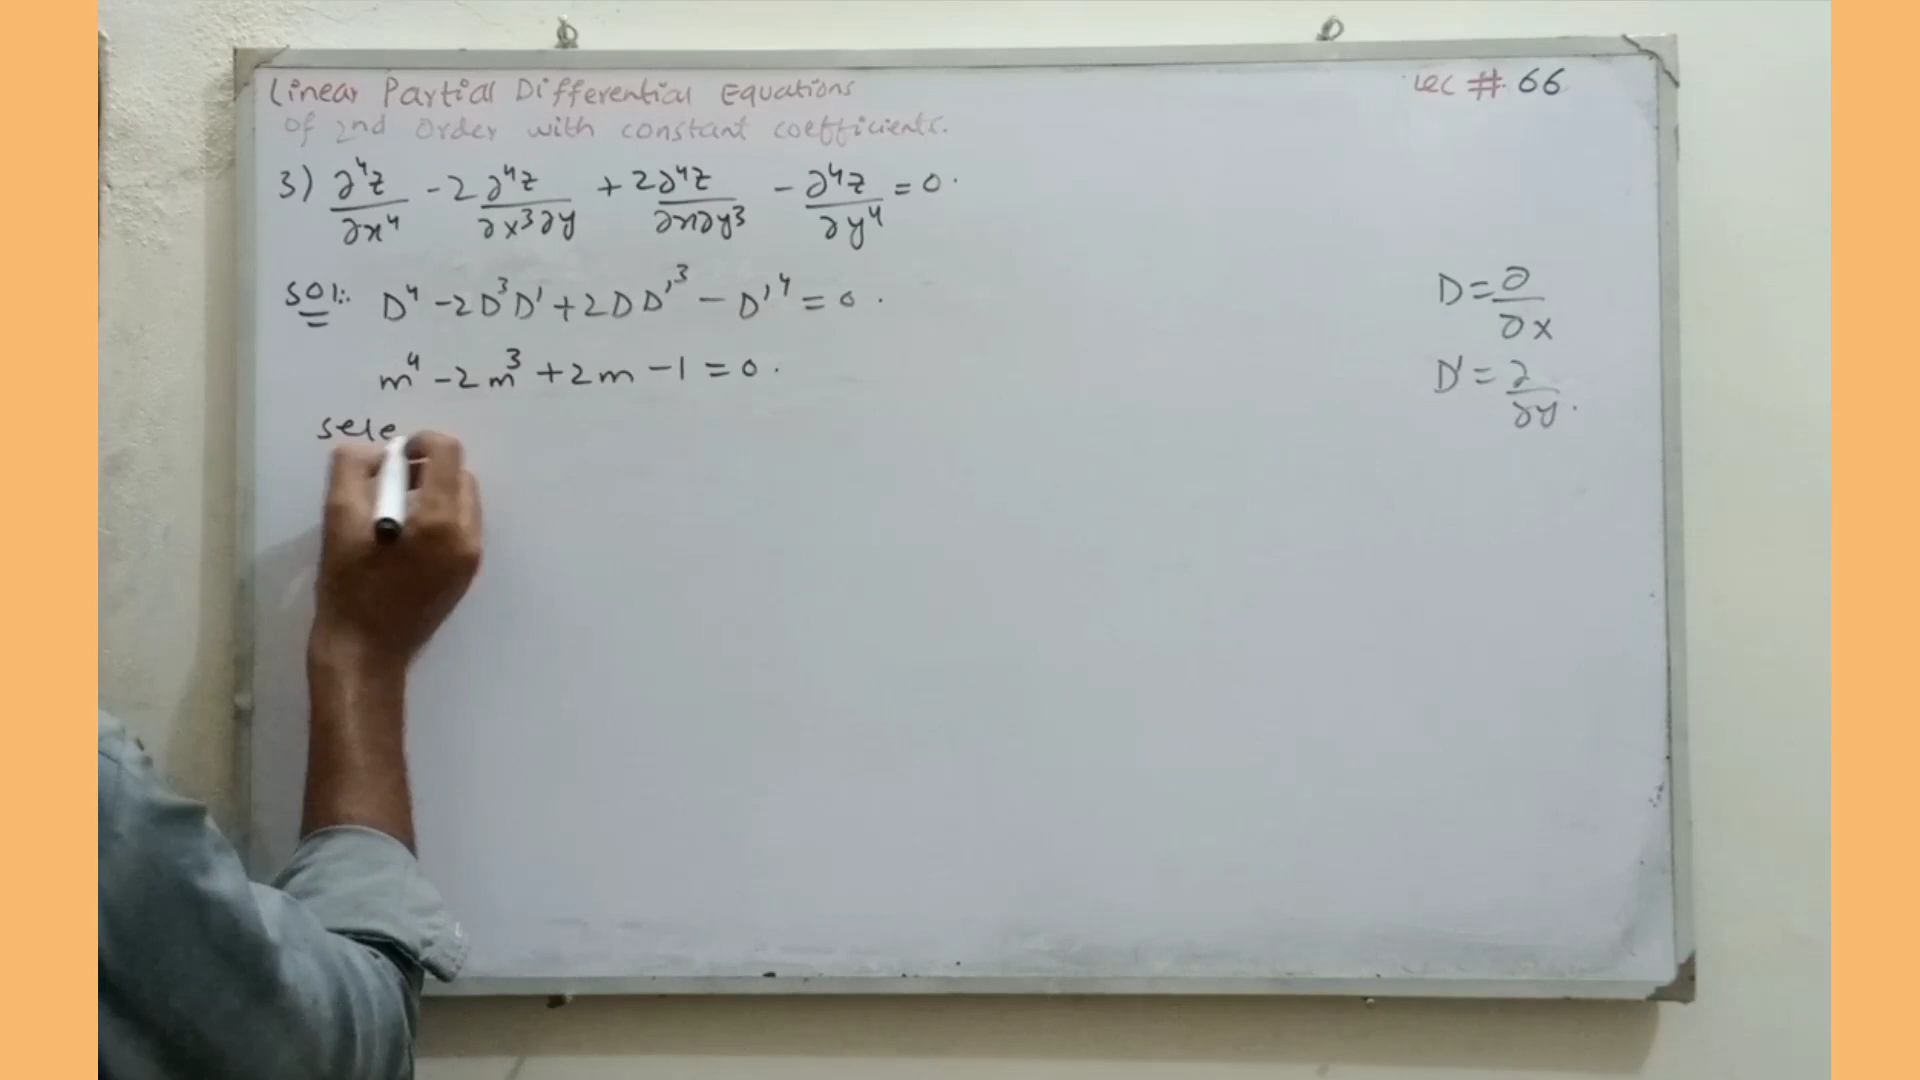 Linear Partial Differential Equations
Lec # 66
of 2nd order with constant coefficients.
3) ∂⁴z/∂x⁴ - 2∂⁴z/∂x³∂y + 2∂⁴z/∂x∂y³ - ∂⁴z/∂y⁴ = 0.
Sol:. D⁴ - 2D³D' + 2DD'³ - D'⁴ = 0.
m⁴ - 2m³ + 2m - 1 = 0.
sele
D = ∂/∂x
D' = ∂/∂y.